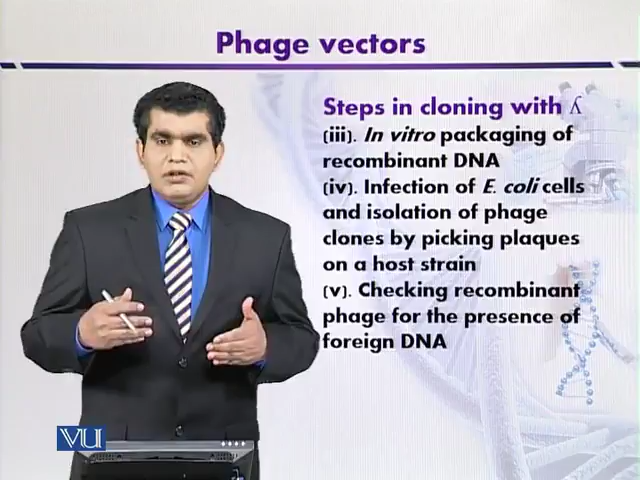 Phage vectors
Steps in cloning with ʎ
(iii). In vitro packaging of
recombinant DNA
(iv). Infection of E. coli cells
and isolation of phage
clones by picking plaques
on a host strain
(v). Checking recombinant
phage for the presence of
foreign DNA
VU